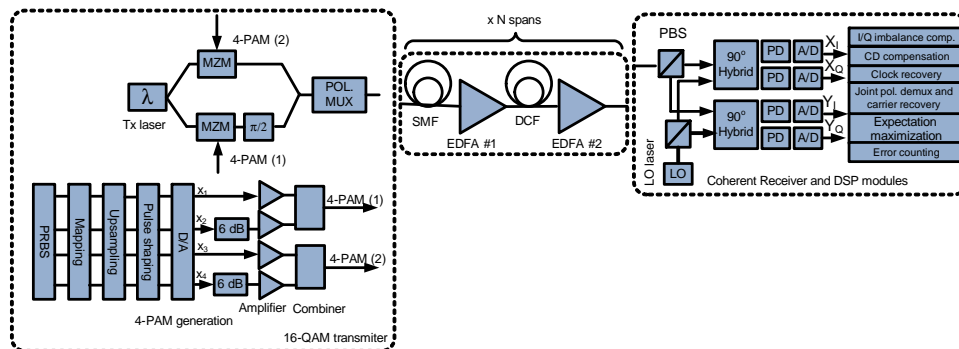 4-PAM (2)
MZM
λ
Tx laser
MZM
π/2
POL.
MUX
4-PAM (1)
PRBS
Mapping
Upsampling
Pulse shaping
D/A
x1
x2
x3
x4
6 dB
6 dB
4-PAM (1)
4-PAM (2)
Amplifier
Combiner
4-PAM generation
16-QAM transmiter
x N spans
SMF
EDFA #1
DCF
EDFA #2
PBS
LO laser
LO
90° Hybrid
90° Hybrid
PD
A/D
XI
PD
A/D
XQ
PD
A/D
YI
PD
A/D
YQ
I/Q imbalance comp.
CD compensation
Clock recovery
Joint pol. demux and
carrier recovery
Expectation
maximization
Error counting
Coherent Receiver and DSP modules